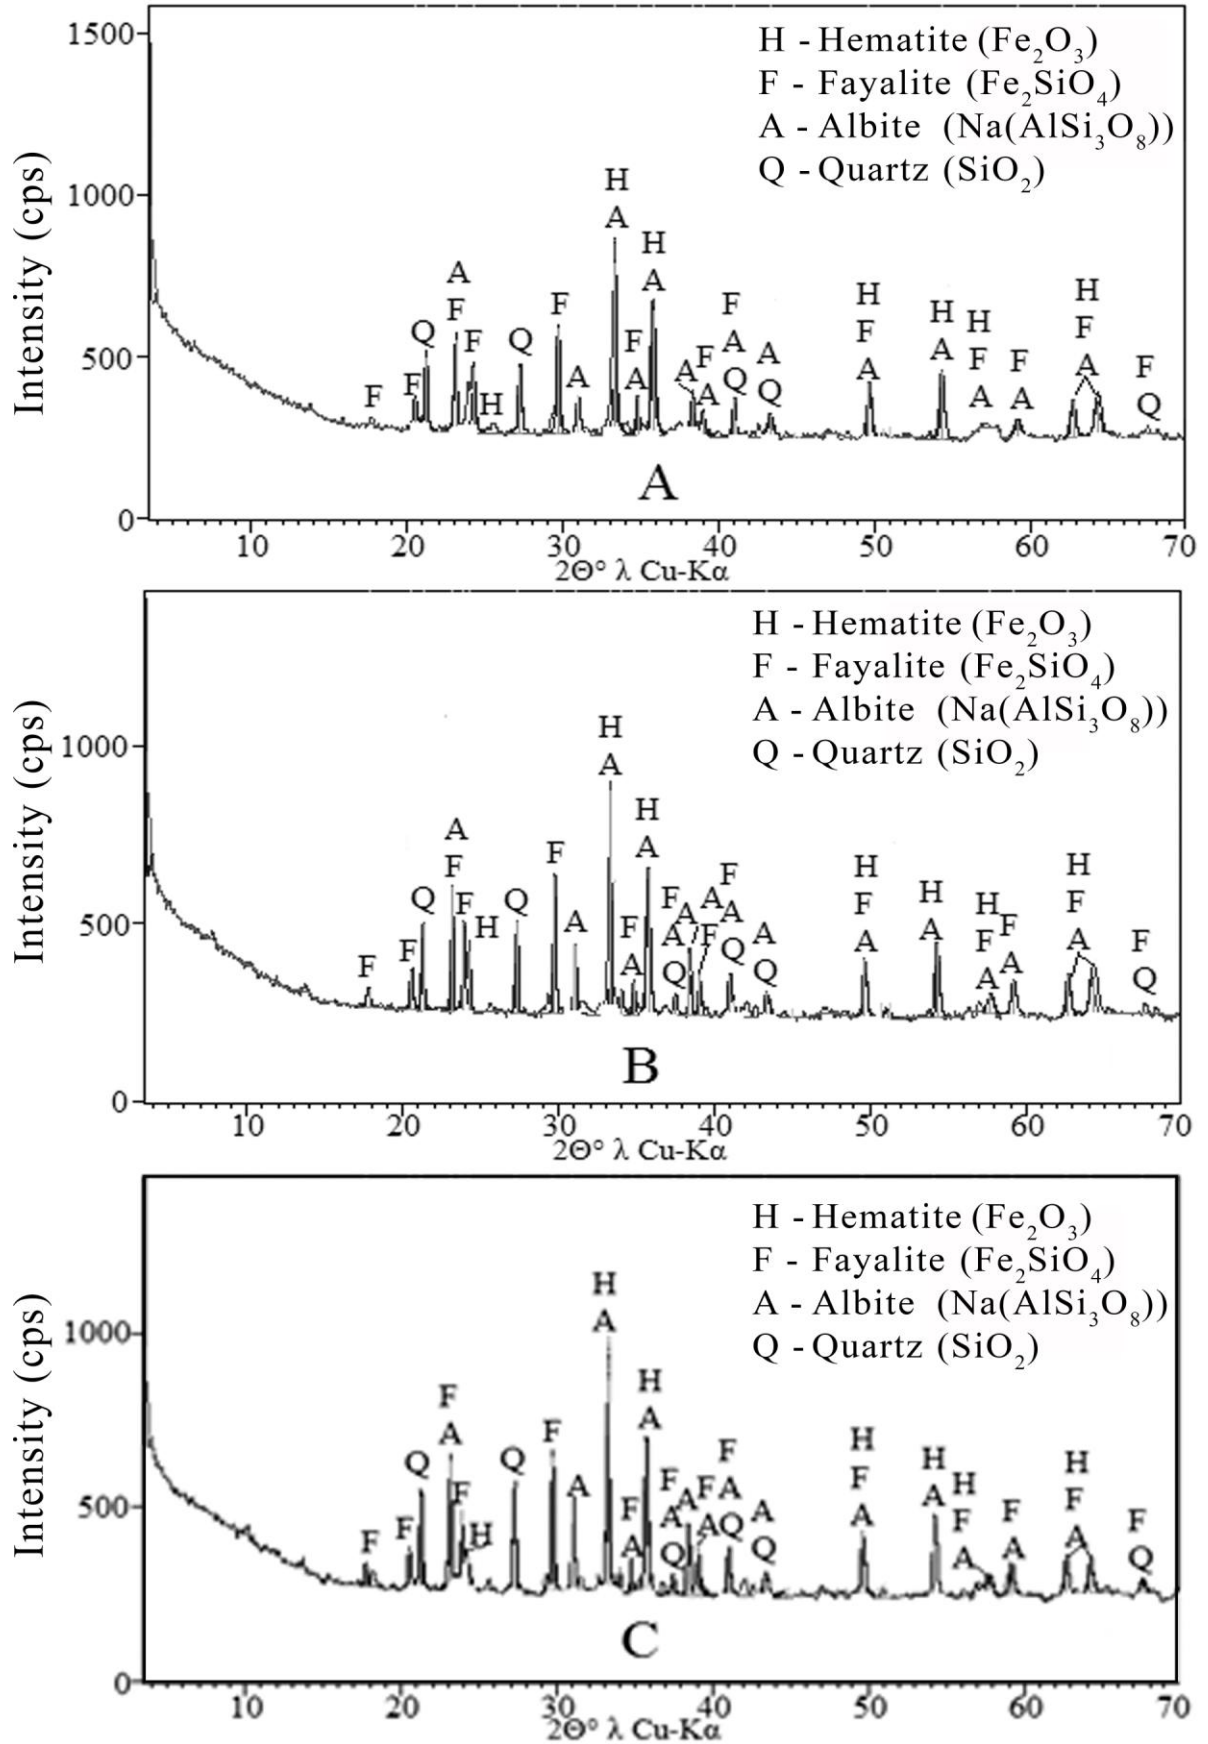 1500
1000
500
0
Intensity (cps)
H - Hematite (Fe₂O₃)
F - Fayalite (Fe₂SiO₄)
A - Albite (Na(AlSi₃O₈))
Q - Quartz (SiO₂)
F
F
Q
A
F
F
H
Q
F
A
H
A
F
A
H
A
A
F
A
F
A
Q
A
Q
H
F
A
H
A
H
F
A
F
A
H
F
A
F
Q
A
10 20 30 40 50 60 70
2Θ° λ Cu-Kα
1000
500
0
Intensity (cps)
H - Hematite (Fe₂O₃)
F - Fayalite (Fe₂SiO₄)
A - Albite (Na(AlSi₃O₈))
Q - Quartz (SiO₂)
F
F
Q
A
F
F
H
Q
F
A
H
A
F
A
H
A
F
A
Q
A
A
F
F
A
Q
A
Q
H
F
A
H
A
H
F
A
F
A
H
F
A
F
Q
B
10 20 30 40 50 60 70
2Θ° λ Cu-Kα
1000
500
0
Intensity (cps)
H - Hematite (Fe₂O₃)
F - Fayalite (Fe₂SiO₄)
A - Albite (Na(AlSi₃O₈))
Q - Quartz (SiO₂)
F
F
Q
F
A
F
H
Q
F
A
H
A
F
A
H
A
F
A
Q
A
F
A
F
A
Q
A
Q
H
F
A
H
A
H
F
A
F
A
H
F
A
F
Q
C
10 20 30 40 50 60 70
2Θ° λ Cu-Kα